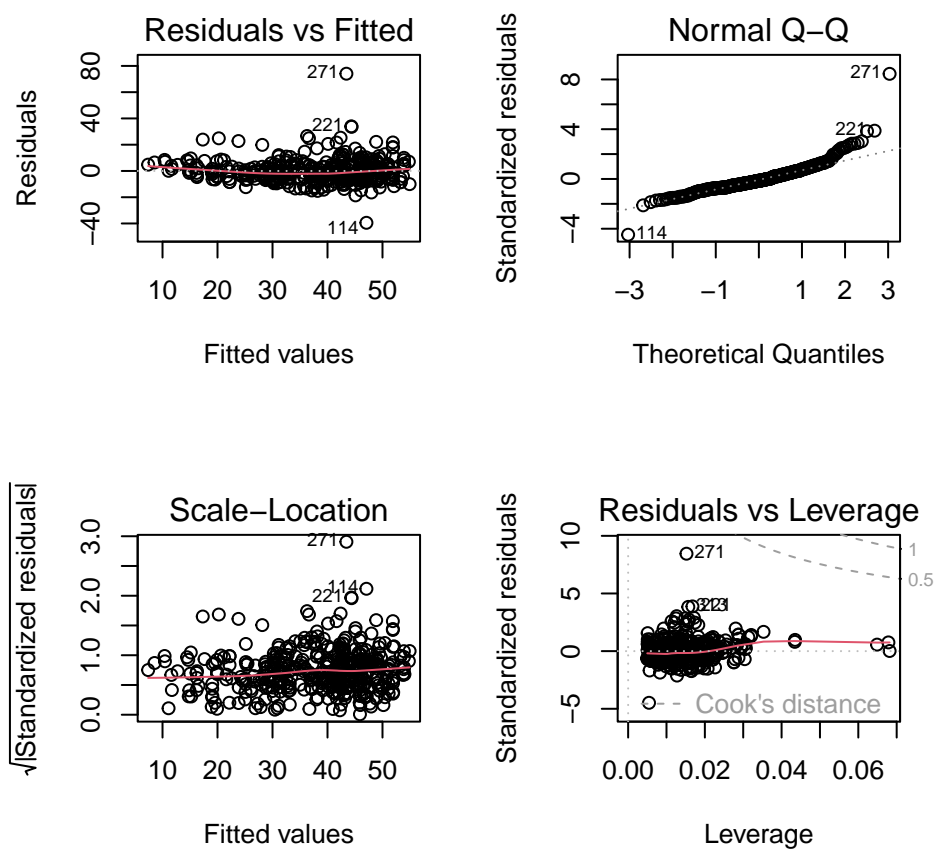 Residuals vs Fitted
Residuals
80
40
0
−40
271
221
114
10 20 30 40 50
Fitted values
Normal Q−Q
Standardized residuals
8
4
0
−4
271
221
114
−3 −1 1 2 3
Theoretical Quantiles
Scale−Location
√|Standardized residuals|
3.0
2.0
1.0
0.0
271
114
221
10 20 30 40 50
Fitted values
Residuals vs Leverage
Standardized residuals
10
5
0
−5
271
221
1
0.5
Cook's distance
0.00 0.02 0.04 0.06
Leverage